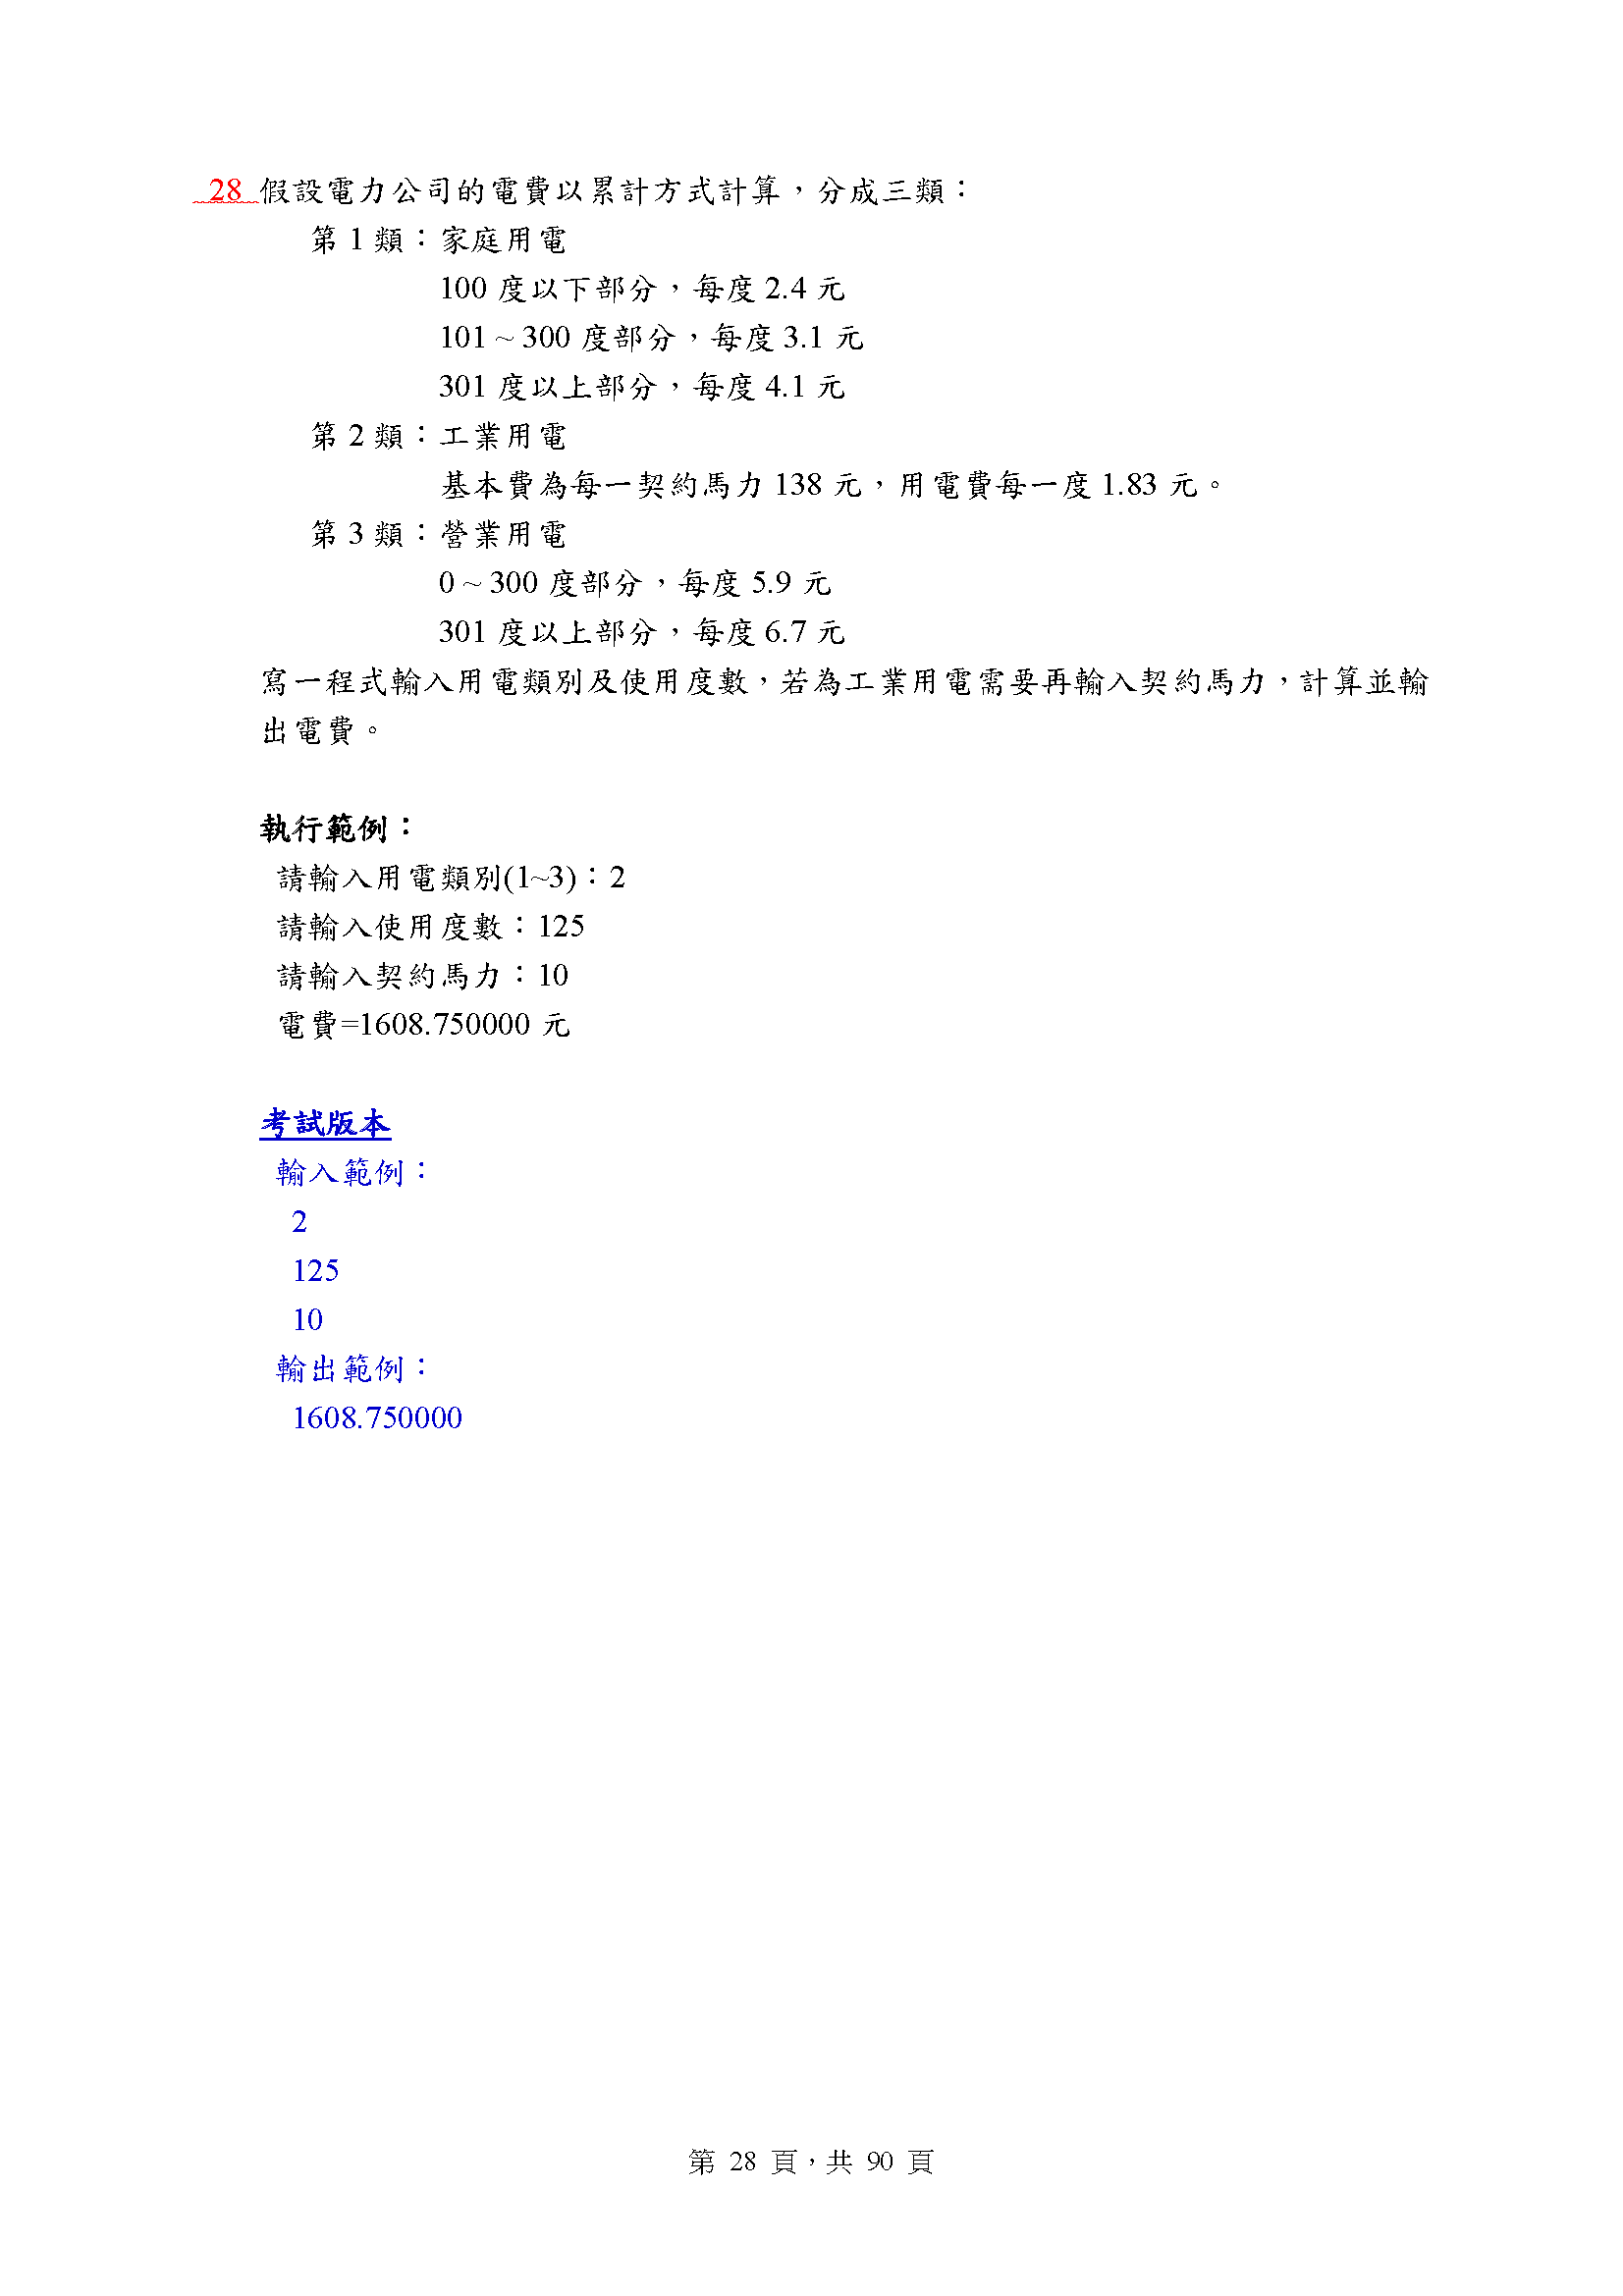 28 假設電力公司的電費以累計方式計算，分成三類：
第 1 類：家庭用電
100 度以下部分，每度 2.4 元
101 ~ 300 度部分，每度 3.1 元
301 度以上部分，每度 4.1 元
第 2 類：工業用電
基本費為每一契約馬力 138 元，用電費每一度 1.83 元。
第 3 類：營業用電
0 ~ 300 度部分，每度 5.9 元
301 度以上部分，每度 6.7 元
寫一程式輸入用電類別及使用度數，若為工業用電需要再輸入契約馬力，計算並輸
出電費。
執行範例：
請輸入用電類別(1~3)：2
請輸入使用度數：125
請輸入契約馬力：10
電費=1608.750000 元
考試版本
輸入範例：
2
125
10
輸出範例：
1608.750000
第 28 頁，共 90 頁